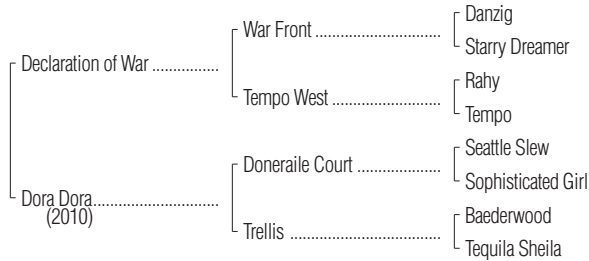 Danzig
War Front ..............................
Starry Dreamer
Declaration of War ................
Rahy
Tempo West ..........................
Tempo
Seattle Slew
Doneraile Court ....................
Sophisticated Girl
Dora Dora..............................
(2010)
Baederwood
Trellis ....................................
Tequila Sheila